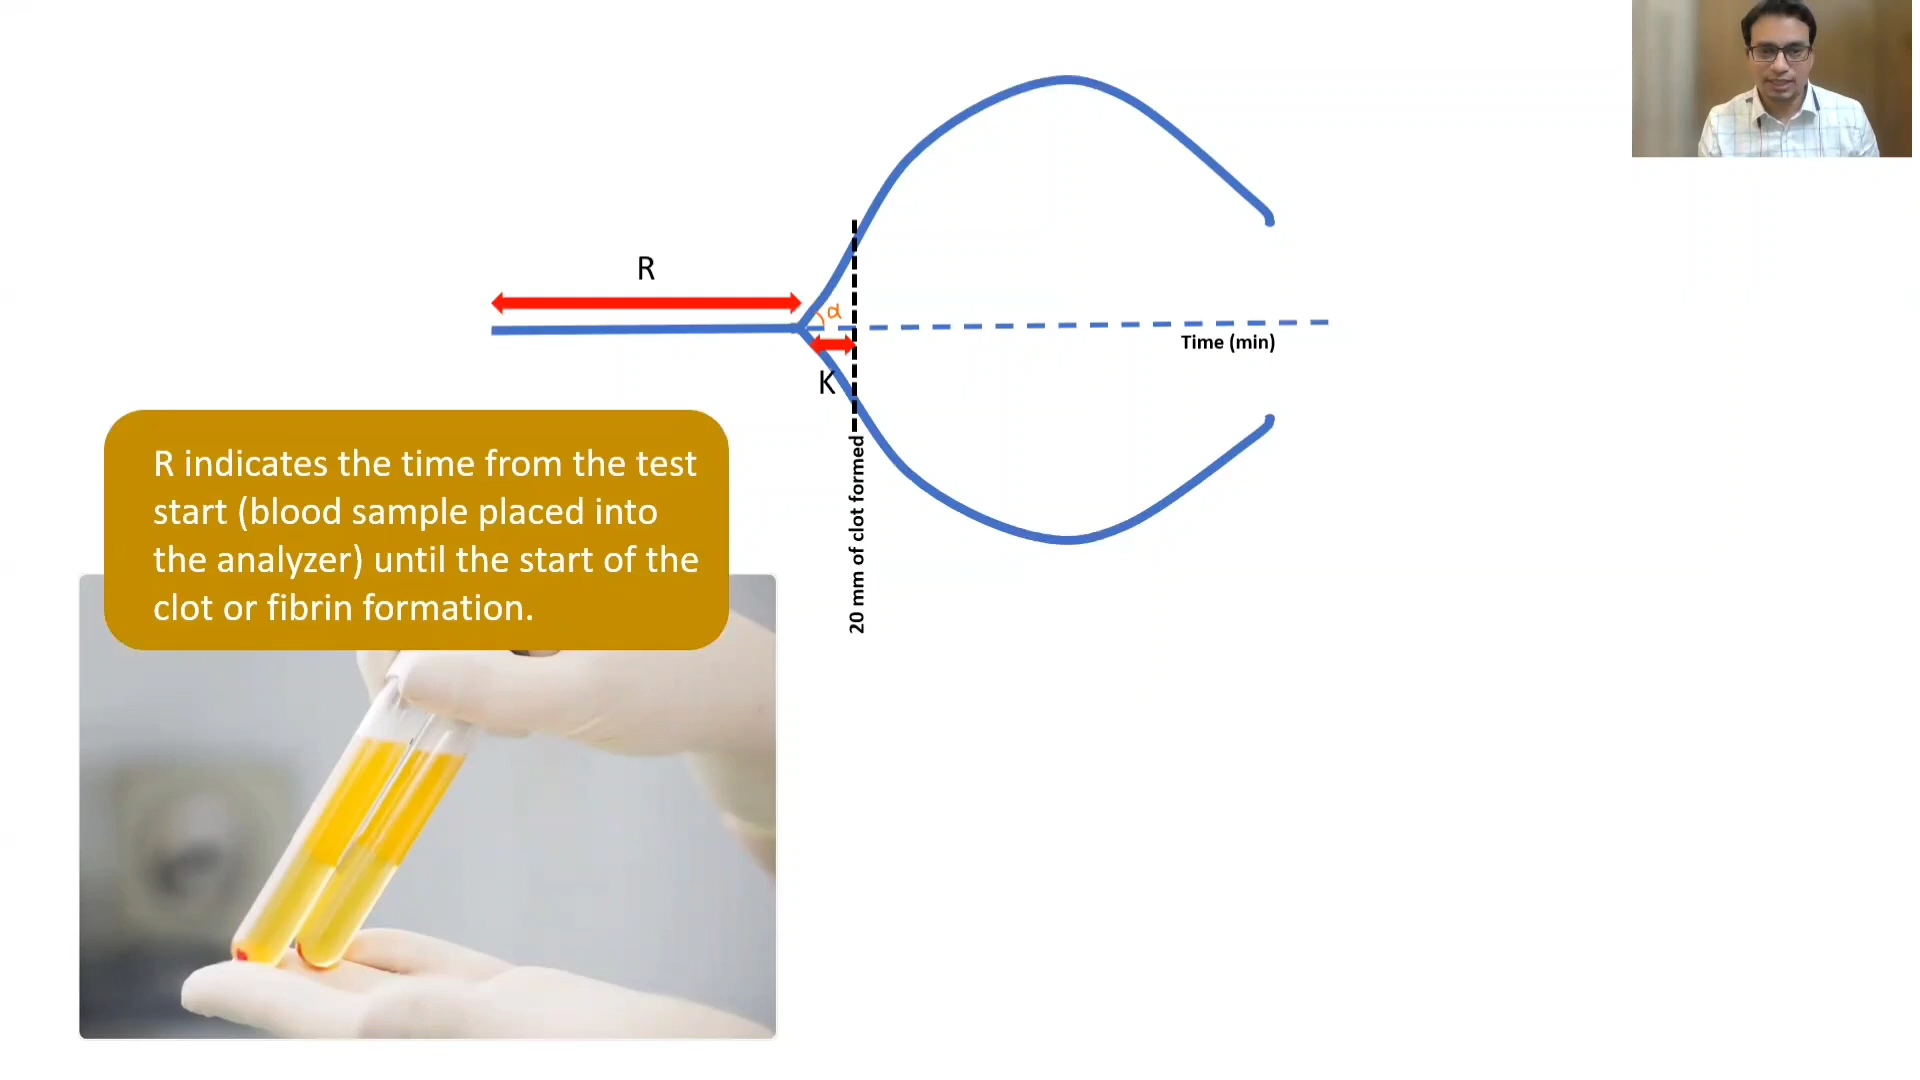 R
α
Time (min)
K
20 mm of clot formed
R indicates the time from the test
start (blood sample placed into
the analyzer) until the start of the
clot or fibrin formation.